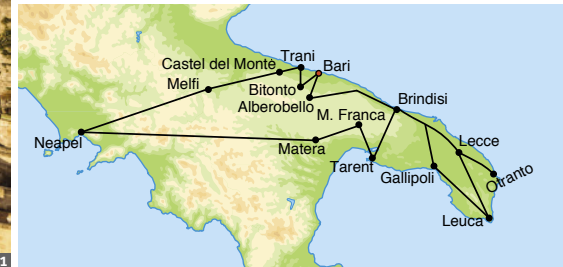 Trani
Castel del Monte
Bari
Melfi
Bitonto
Alberobello
Brindisi
M. Franca
Neapel
Matera
Lecce
Tarent
Gallipoli
Otranto
Leuca
1